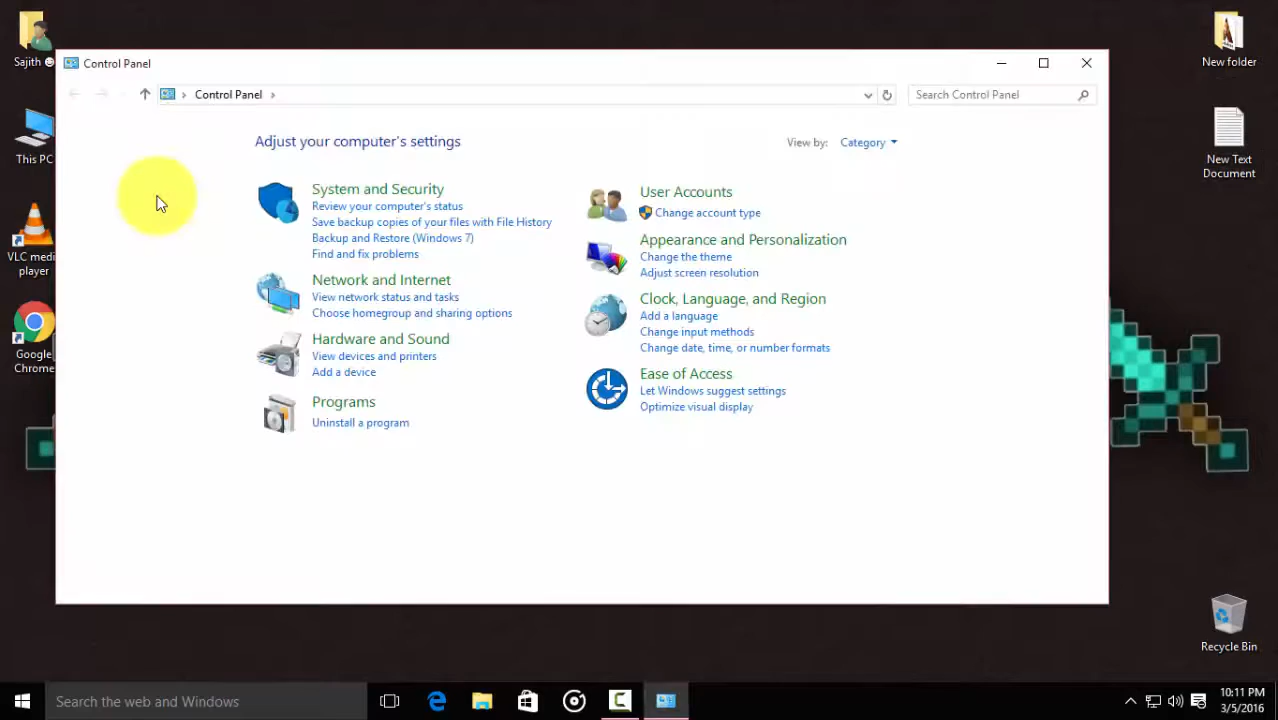 Sajith
VLC media
player
Google
Chrome
This PC
Control Panel
Control Panel
Search Control Panel
Adjust your computer's settings
View by: Category
System and Security
Review your computer's status
Save backup copies of your files with File History
Backup and Restore (Windows 7)
Find and fix problems
Network and Internet
View network status and tasks
Choose homegroup and sharing options
Hardware and Sound
View devices and printers
Add a device
Programs
Uninstall a program
User Accounts
Change account type
Appearance and Personalization
Change the theme
Adjust screen resolution
Clock, Language, and Region
Add a language
Change input methods
Change date, time, or number formats
Ease of Access
Let Windows suggest settings
Optimize visual display
New folder
New Text
Document
Recycle Bin
Search the web and Windows
10:11 PM
3/5/2016